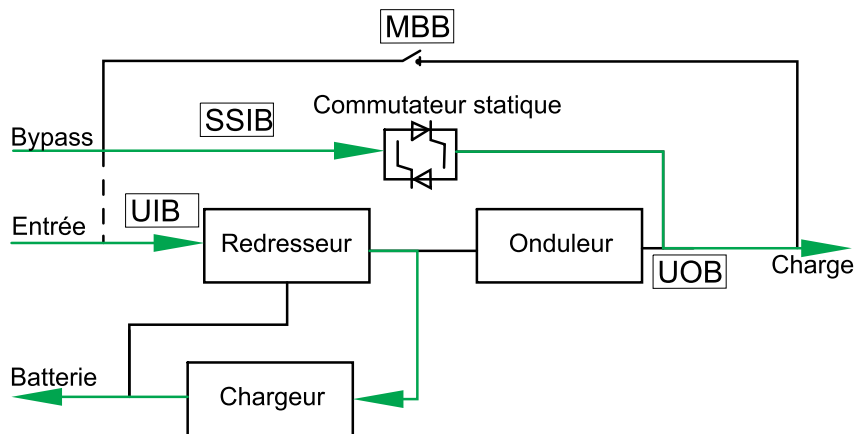 MBB
Commutateur statique
SSIB
Bypass
UIB
Entrée
Redresseur
Onduleur
UOB
Charge
Batterie
Chargeur